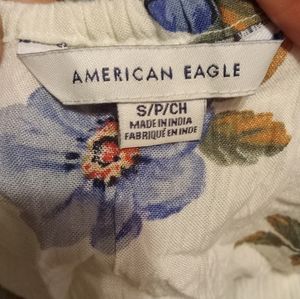 AMERICAN EAGLE
S/P/CH
MADE IN INDIA
FABRIQUÉ EN INDE